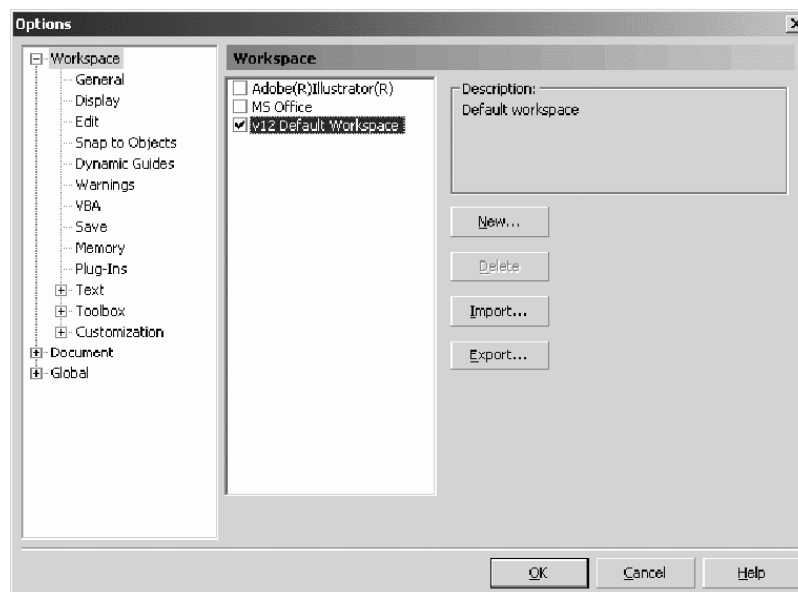 Options
Workspace
General
Display
Edit
Snap to Objects
Dynamic Guides
Warnings
VBA
Save
Memory
Plug-Ins
Text
Toolbox
Customization
Document
Global
Workspace
Adobe(R)Illustrator(R)
MS Office
v12 Default Workspace
Description:
Default workspace
New...
Delete
Import...
Export...
OK
Cancel
Help